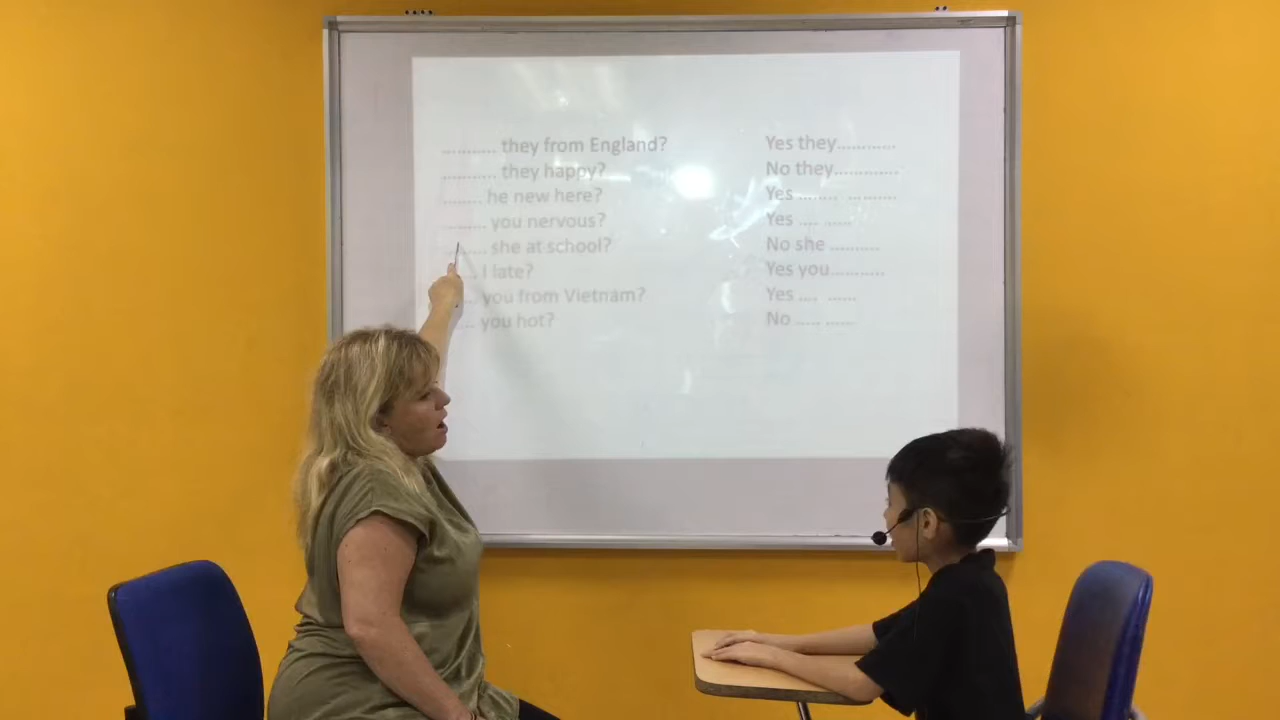 ........... they from England? Yes they............
........... they happy? No they.............
........ he new here? Yes ........ ..........
......... you nervous? Yes .... ......
........ she at school? No she ..........
.... I late? Yes you...........
.... you from Vietnam? Yes .... ......
.... you hot? No ..... ......